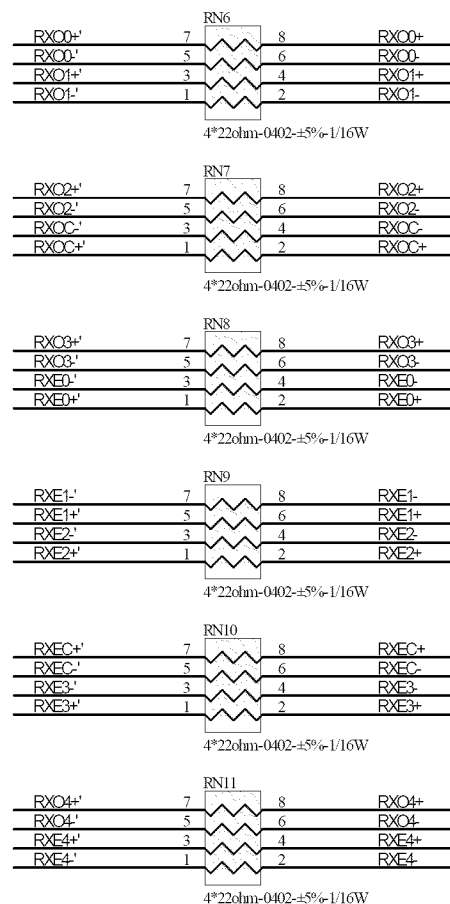 RN6
RXO0+' 7 8 RXO0+
RXO0-' 5 6 RXO0-
RXO1+' 3 4 RXO1+
RXO1-' 1 2 RXO1-
4*22ohm-0402-±5%-1/16W
RN7
RXO2+' 7 8 RXO2+
RXO2-' 5 6 RXO2-
RXOC-' 3 4 RXOC-
RXOC+' 1 2 RXOC+
4*22ohm-0402-±5%-1/16W
RN8
RXO3+' 7 8 RXO3+
RXO3-' 5 6 RXO3-
RXE0-' 3 4 RXE0-
RXE0+' 1 2 RXE0+
4*22ohm-0402-±5%-1/16W
RN9
RXE1-' 7 8 RXE1-
RXE1+' 5 6 RXE1+
RXE2-' 3 4 RXE2-
RXE2+' 1 2 RXE2+
4*22ohm-0402-±5%-1/16W
RN10
RXEC+' 7 8 RXEC+
RXEC-' 5 6 RXEC-
RXE3-' 3 4 RXE3-
RXE3+' 1 2 RXE3+
4*22ohm-0402-±5%-1/16W
RN11
RXO4+' 7 8 RXO4+
RXO4-' 5 6 RXO4-
RXE4+' 3 4 RXE4+
RXE4-' 1 2 RXE4-
4*22ohm-0402-±5%-1/16W